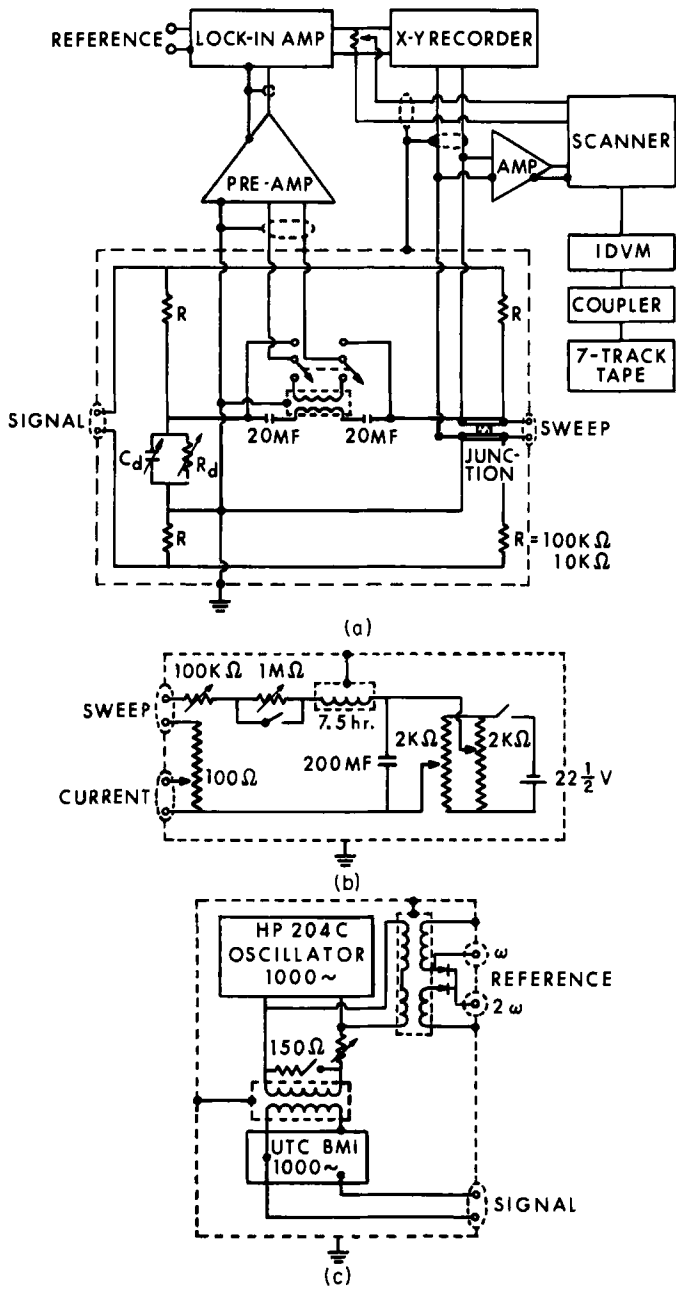 REFERENCE
LOCK-IN AMP
X-Y RECORDER
SCANNER
AMP
PRE-AMP
IDVM
COUPLER
7-TRACK
TAPE
R
R
SIGNAL
20MF
20MF
SWEEP
JUNC-
TION
Cd
Rd
R
R =100KΩ
10KΩ
(a)
100KΩ
1MΩ
SWEEP
7.5hr.
2KΩ
2KΩ
200MF
100Ω
22 1/2 V
CURRENT
(b)
HP 204C
OSCILLATOR
1000~
ω
REFERENCE
2ω
150Ω
UTC BMI
1000~
SIGNAL
(c)